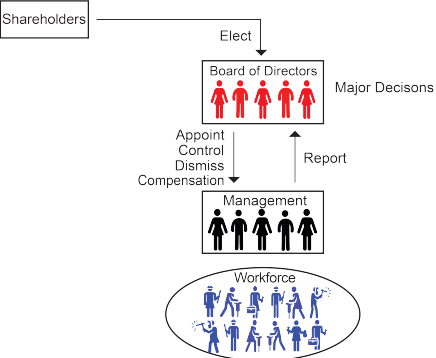 Shareholders
Elect
Board of Directors
Major Decisons
Appoint
Control
Dismiss
Compensation
Report
Management
Workforce